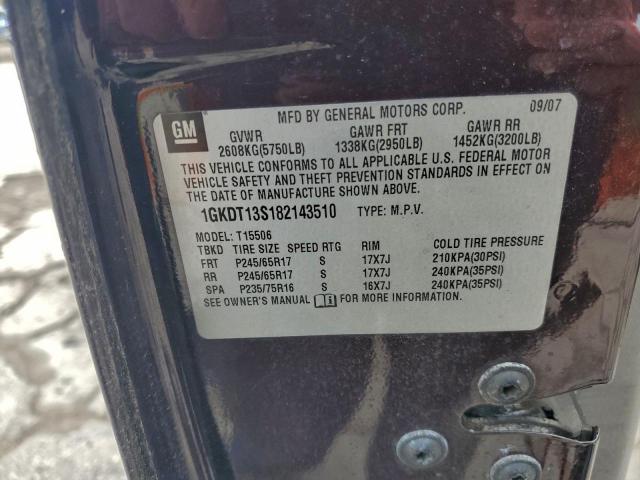 MFD BY GENERAL MOTORS CORP. 09/07
GM
GVWR GAWR FRT GAWR RR
2608KG(5750LB) 1338KG(2950LB) 1452KG(3200LB)
THIS VEHICLE CONFORMS TO ALL APPLICABLE U.S. FEDERAL MOTOR
VEHICLE SAFETY AND THEFT PREVENTION STANDARDS IN EFFECT ON
THE DATE OF MANUFACTURE SHOWN ABOVE.
1GKDT13S182143510 TYPE: M.P.V.
MODEL: T15506
TBKD TIRE SIZE SPEED RTG RIM COLD TIRE PRESSURE
FRT P245/65R17 S 17X7J 210KPA(30PSI)
RR P245/65R17 S 17X7J 240KPA(35PSI)
SPA P235/75R16 S 16X7J 240KPA(35PSI)
SEE OWNER'S MANUAL FOR MORE INFORMATION.